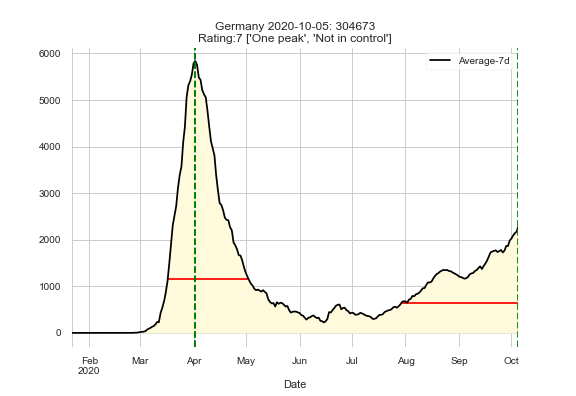 Germany 2020-10-05: 304673
Rating:7 ['One peak', 'Not in control']
Average-7d
6000
5000
4000
3000
2000
1000
0
Feb
2020
Mar
Apr
May
Jun
Jul
Aug
Sep
Oct
Date